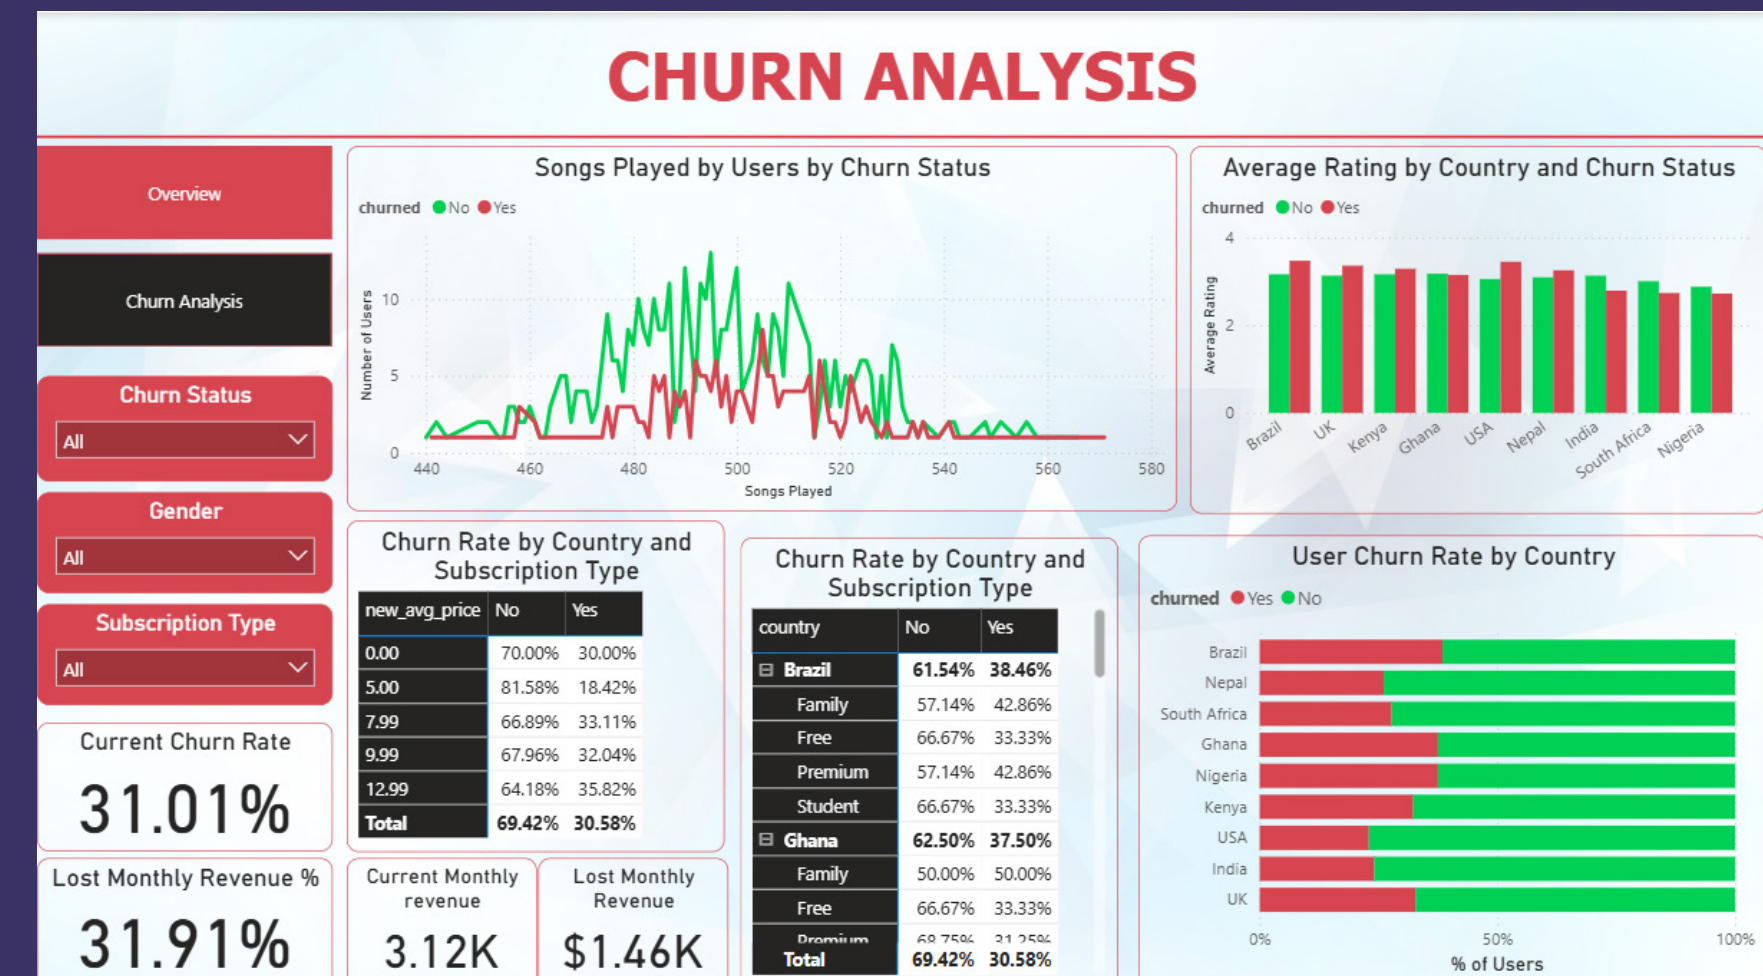 CHURN ANALYSIS
Overview
Churn Analysis
Churn Status
All
Gender
All
Subscription Type
All
Current Churn Rate
31.01%
Lost Monthly Revenue %
31.91%
Songs Played by Users by Churn Status
churned No Yes
Number of Users
10
5
0
440 460 480 500 520 540 560 580
Songs Played
Average Rating by Country and Churn Status
churned No Yes
Average Rating
4
2
0
Brazil UK Kenya Ghana USA Nepal India South Africa Nigeria
Churn Rate by Country and
Subscription Type
new_avg_price No Yes
0.00 70.00% 30.00%
5.00 81.58% 18.42%
7.99 66.89% 33.11%
9.99 67.96% 32.04%
12.99 64.18% 35.82%
Total 69.42% 30.58%
Current Monthly
revenue
3.12K
Lost Monthly
Revenue
$1.46K
Churn Rate by Country and
Subscription Type
country No Yes
Brazil 61.54% 38.46%
Family 57.14% 42.86%
Free 66.67% 33.33%
Premium 57.14% 42.86%
Student 66.67% 33.33%
Ghana 62.50% 37.50%
Family 50.00% 50.00%
Free 66.67% 33.33%
Premium 68.75% 31.25%
Total 69.42% 30.58%
User Churn Rate by Country
churned Yes No
Brazil
Nepal
South Africa
Ghana
Nigeria
Kenya
USA
India
UK
0% 50% 100%
% of Users